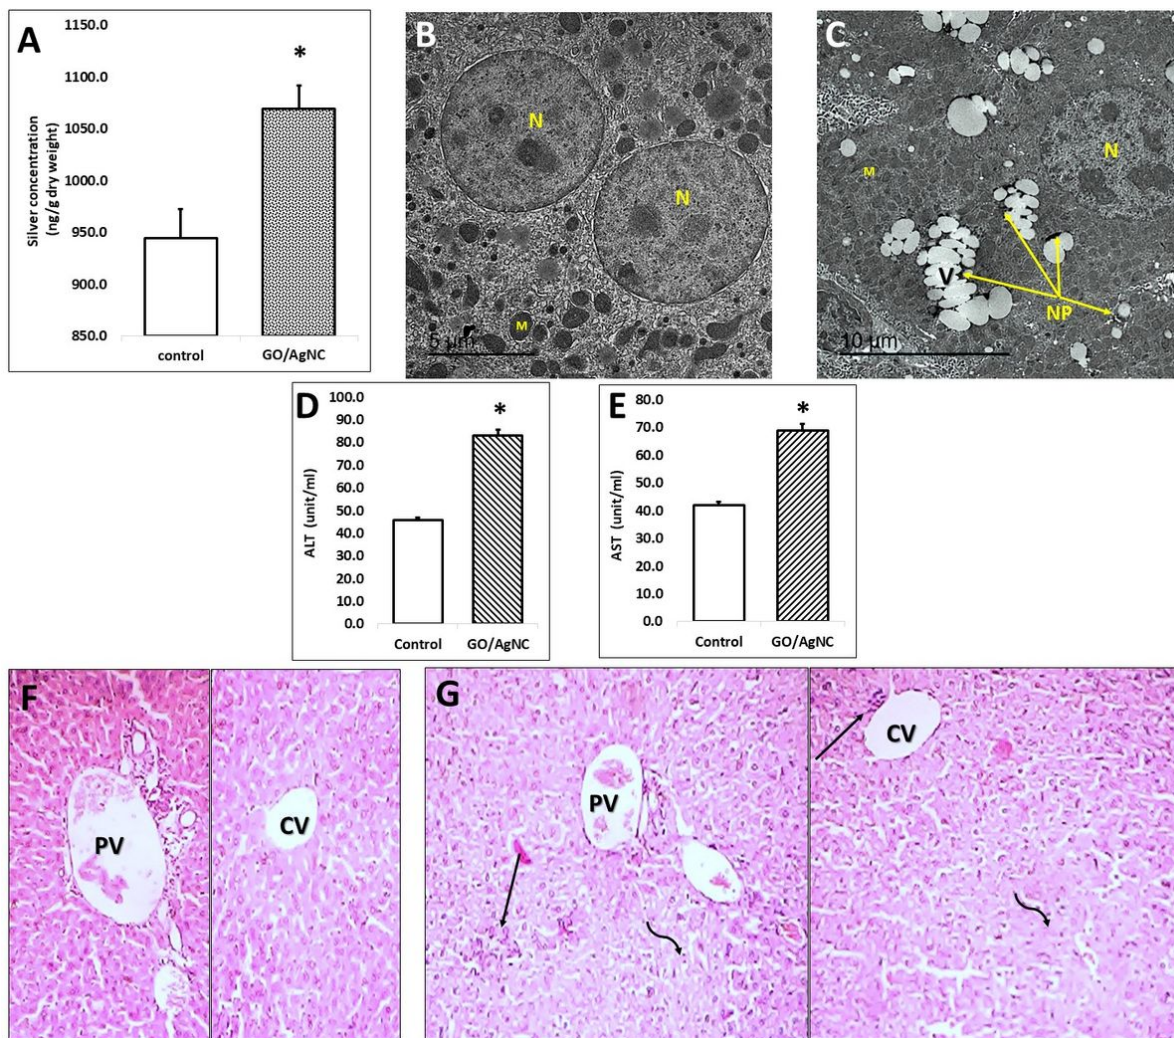 A
1150.0
1100.0
1050.0
1000.0
950.0
900.0
850.0
Silver concentration
(ng/g dry weight)
*
control
GO/AgNC
B
N
N
M
5 µm
C
M
N
V
NP
10 µm
D
100.0
90.0
80.0
70.0
60.0
50.0
40.0
30.0
20.0
10.0
0.0
ALT (unit/ml)
*
Control
GO/AgNC
E
80.0
70.0
60.0
50.0
40.0
30.0
20.0
10.0
0.0
AST (unit/ml)
*
Control
GO/AgNC
F
PV
CV
G
PV
CV